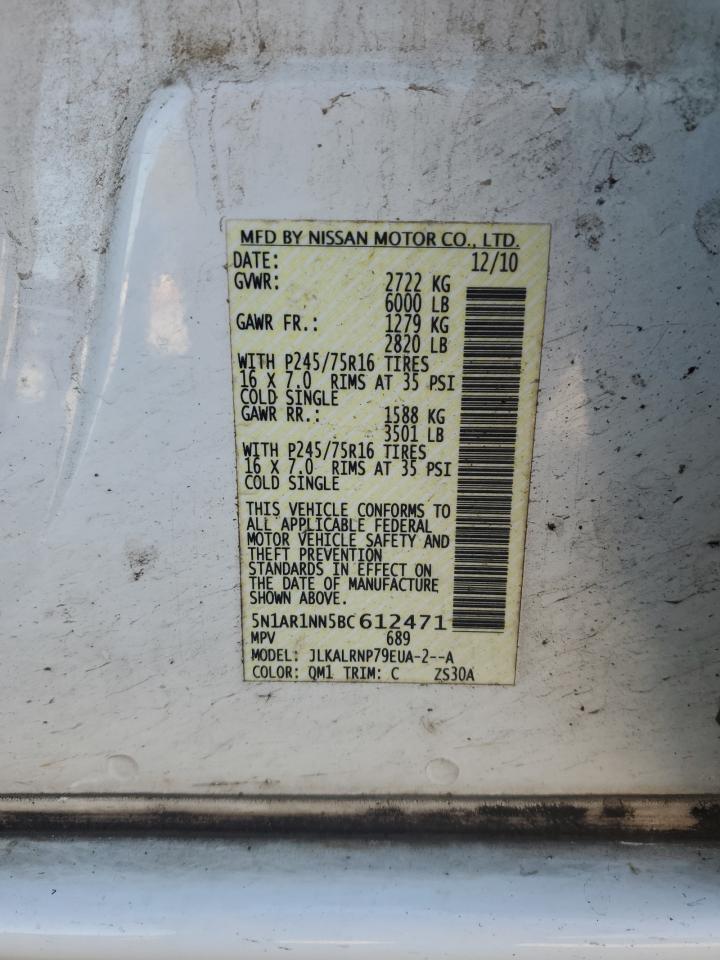 MFD BY NISSAN MOTOR CO., LTD.
DATE: 12/10
GVWR: 2722 KG
6000 LB
GAWR FR.: 1279 KG
2820 LB
WITH P245/75R16 TIRES
16 X 7.0 RIMS AT 35 PSI
COLD SINGLE
GAWR RR.: 1588 KG
3501 LB
WITH P245/75R16 TIRES
16 X 7.0 RIMS AT 35 PSI
COLD SINGLE
THIS VEHICLE CONFORMS TO
ALL APPLICABLE FEDERAL
MOTOR VEHICLE SAFETY AND
THEFT PREVENTION
STANDARDS IN EFFECT ON
THE DATE OF MANUFACTURE
SHOWN ABOVE.
5N1AR1NN5BC612471
MPV 689
MODEL: JLKALRNP79EUA-2--A
COLOR: QM1 TRIM: C ZS30A